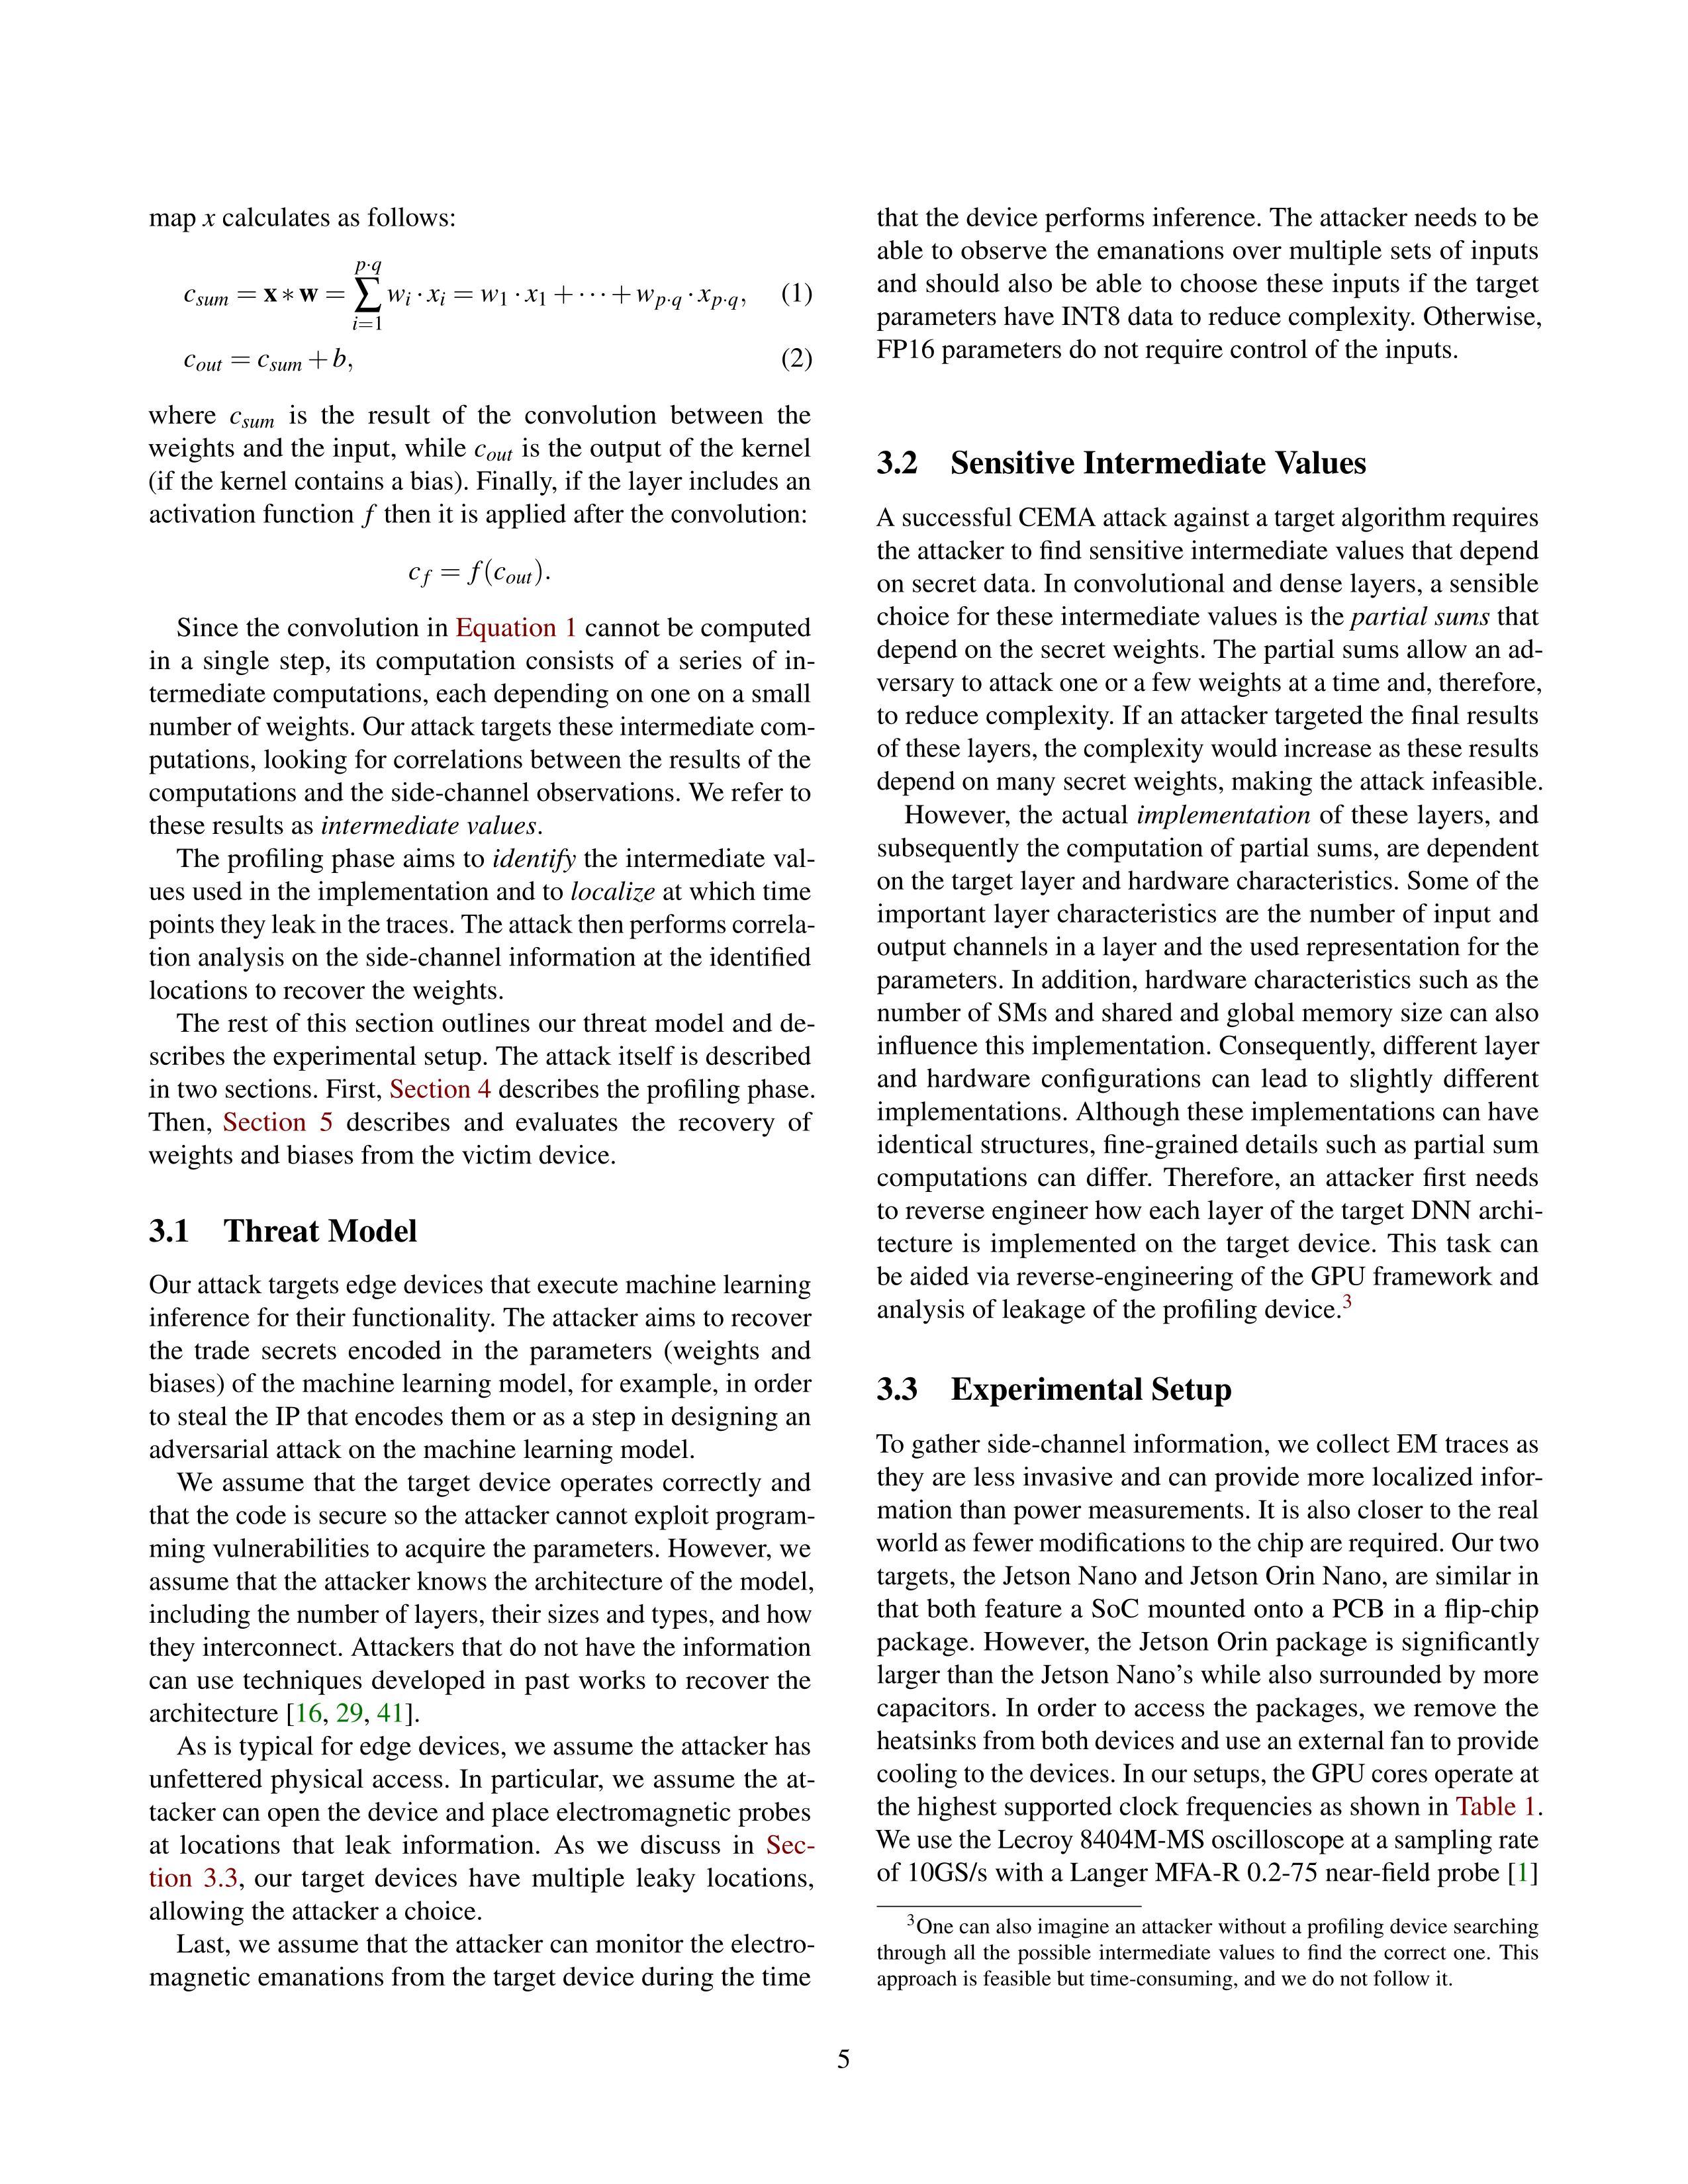 map x calculates as follows:
c_sum = x ∗ w = ∑_{i=1}^{p·q} w_i · x_i = w_1 · x_1 + ··· + w_{p·q} · x_{p·q}, (1)
c_out = c_sum + b, (2)
where c_sum is the result of the convolution between the
weights and the input, while c_out is the output of the kernel
(if the kernel contains a bias). Finally, if the layer includes an
activation function f then it is applied after the convolution:
c_f = f(c_out).
Since the convolution in Equation 1 cannot be computed
in a single step, its computation consists of a series of in-
termediate computations, each depending on one on a small
number of weights. Our attack targets these intermediate com-
putations, looking for correlations between the results of the
computations and the side-channel observations. We refer to
these results as intermediate values.
The profiling phase aims to identify the intermediate val-
ues used in the implementation and to localize at which time
points they leak in the traces. The attack then performs correla-
tion analysis on the side-channel information at the identified
locations to recover the weights.
The rest of this section outlines our threat model and de-
scribes the experimental setup. The attack itself is described
in two sections. First, Section 4 describes the profiling phase.
Then, Section 5 describes and evaluates the recovery of
weights and biases from the victim device.
3.1 Threat Model
Our attack targets edge devices that execute machine learning
inference for their functionality. The attacker aims to recover
the trade secrets encoded in the parameters (weights and
biases) of the machine learning model, for example, in order
to steal the IP that encodes them or as a step in designing an
adversarial attack on the machine learning model.
We assume that the target device operates correctly and
that the code is secure so the attacker cannot exploit program-
ming vulnerabilities to acquire the parameters. However, we
assume that the attacker knows the architecture of the model,
including the number of layers, their sizes and types, and how
they interconnect. Attackers that do not have the information
can use techniques developed in past works to recover the
architecture [16, 29, 41].
As is typical for edge devices, we assume the attacker has
unfettered physical access. In particular, we assume the at-
tacker can open the device and place electromagnetic probes
at locations that leak information. As we discuss in Sec-
tion 3.3, our target devices have multiple leaky locations,
allowing the attacker a choice.
Last, we assume that the attacker can monitor the electro-
magnetic emanations from the target device during the time
that the device performs inference. The attacker needs to be
able to observe the emanations over multiple sets of inputs
and should also be able to choose these inputs if the target
parameters have INT8 data to reduce complexity. Otherwise,
FP16 parameters do not require control of the inputs.
3.2 Sensitive Intermediate Values
A successful CEMA attack against a target algorithm requires
the attacker to find sensitive intermediate values that depend
on secret data. In convolutional and dense layers, a sensible
choice for these intermediate values is the partial sums that
depend on the secret weights. The partial sums allow an ad-
versary to attack one or a few weights at a time and, therefore,
to reduce complexity. If an attacker targeted the final results
of these layers, the complexity would increase as these results
depend on many secret weights, making the attack infeasible.
However, the actual implementation of these layers, and
subsequently the computation of partial sums, are dependent
on the target layer and hardware characteristics. Some of the
important layer characteristics are the number of input and
output channels in a layer and the used representation for the
parameters. In addition, hardware characteristics such as the
number of SMs and shared and global memory size can also
influence this implementation. Consequently, different layer
and hardware configurations can lead to slightly different
implementations. Although these implementations can have
identical structures, fine-grained details such as partial sum
computations can differ. Therefore, an attacker first needs
to reverse engineer how each layer of the target DNN archi-
tecture is implemented on the target device. This task can
be aided via reverse-engineering of the GPU framework and
analysis of leakage of the profiling device.³
3.3 Experimental Setup
To gather side-channel information, we collect EM traces as
they are less invasive and can provide more localized infor-
mation than power measurements. It is also closer to the real
world as fewer modifications to the chip are required. Our two
targets, the Jetson Nano and Jetson Orin Nano, are similar in
that both feature a SoC mounted onto a PCB in a flip-chip
package. However, the Jetson Orin package is significantly
larger than the Jetson Nano's while also surrounded by more
capacitors. In order to access the packages, we remove the
heatsinks from both devices and use an external fan to provide
cooling to the devices. In our setups, the GPU cores operate at
the highest supported clock frequencies as shown in Table 1.
We use the Lecroy 8404M-MS oscilloscope at a sampling rate
of 10GS/s with a Langer MFA-R 0.2-75 near-field probe [1]
³One can also imagine an attacker without a profiling device searching
through all the possible intermediate values to find the correct one. This
approach is feasible but time-consuming, and we do not follow it.
5